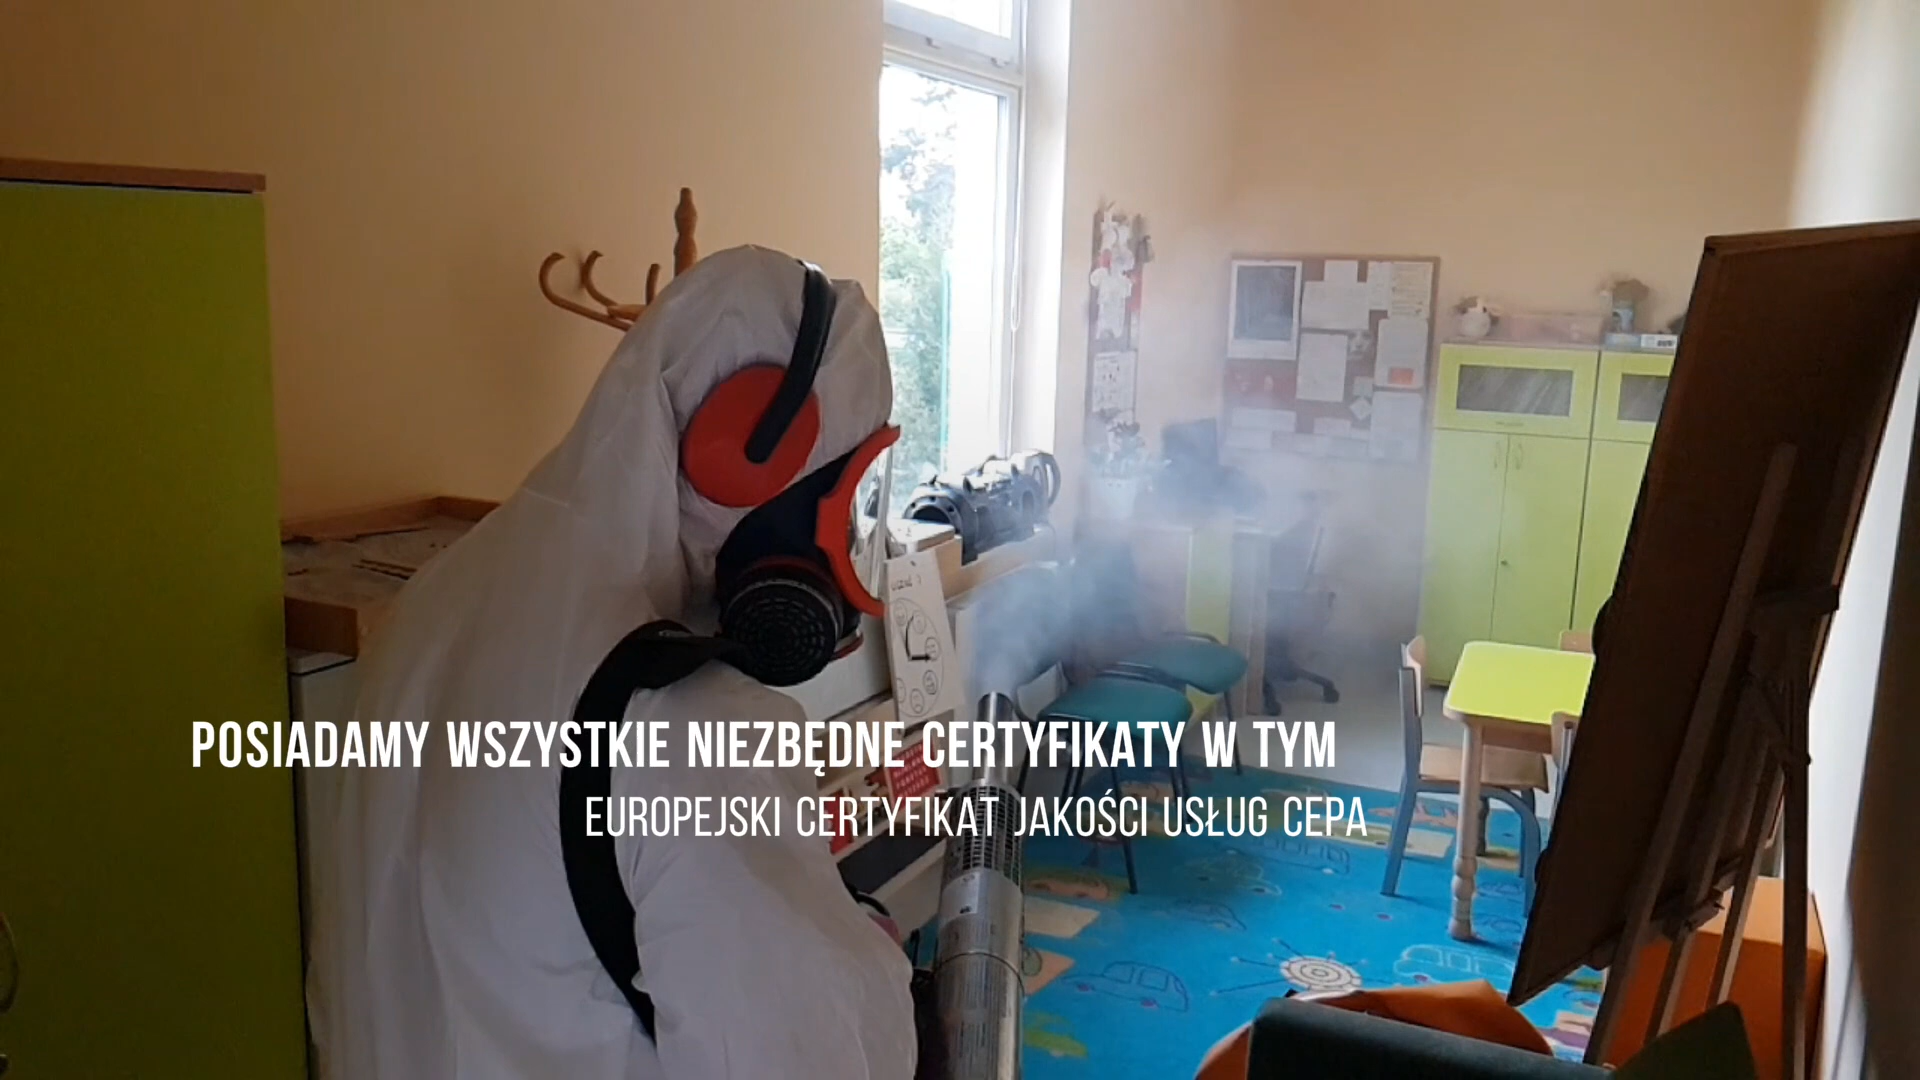 POSIADAMY WSZYSTKIE NIEZBĘDNE CERTYFIKATY W TYM
EUROPEJSKI CERTYFIKAT JAKOŚCI USŁUG CEPA